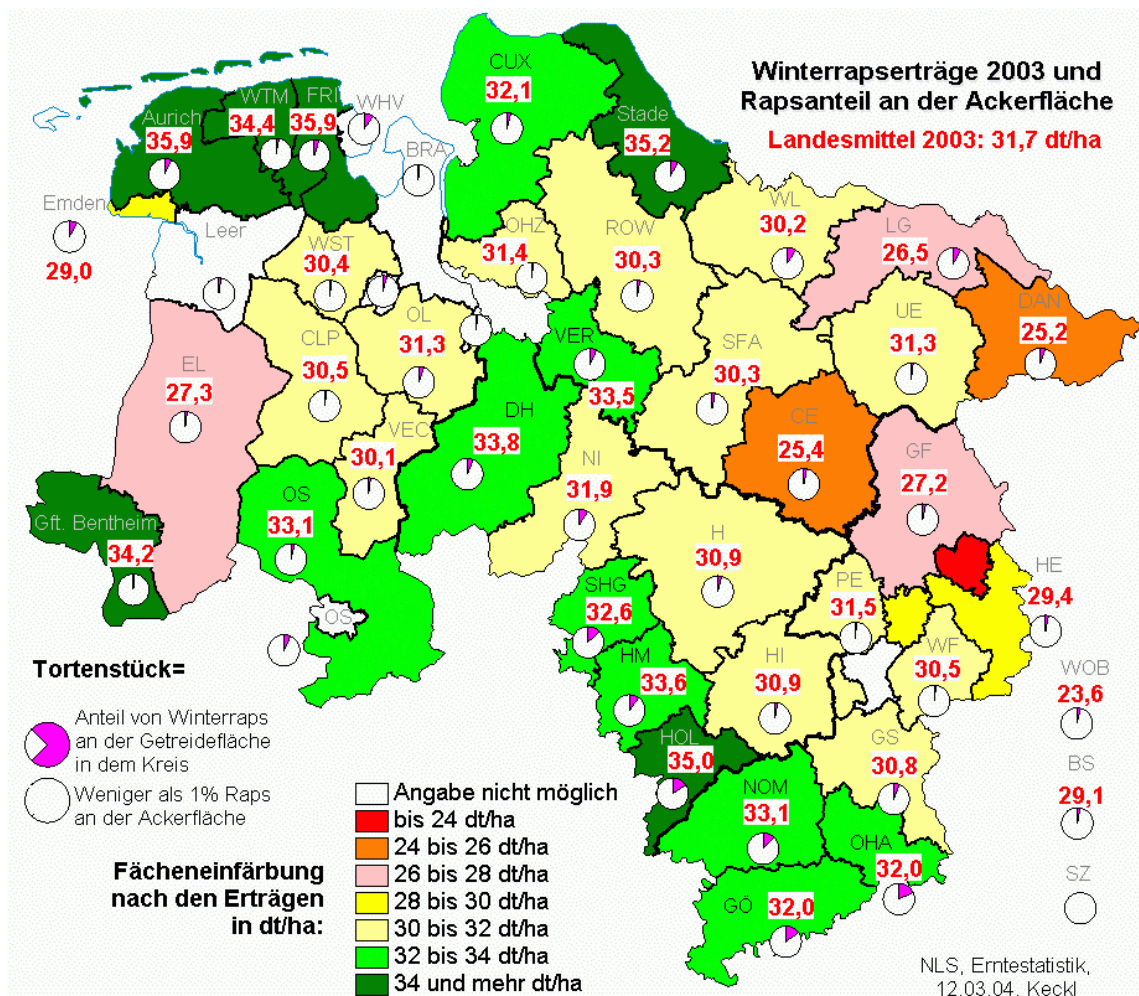 Winterrapserträge 2003 und
Rapsanteil an der Ackerfläche
Landesmittel 2003: 31,7 dt/ha
CUX
32,1
WTM
34,4
FRI
35,9
WHV
Aurich
35,9
Stade
35,2
BRA
Emden
29,0
Leer
WST
30,4
OHZ
31,4
ROW
30,3
WL
30,2
LG
26,5
DAN
25,2
UE
31,3
EL
27,3
CLP
30,5
OL
31,3
VER
33,5
SFA
30,3
CE
25,4
GF
27,2
VEC
30,1
DH
33,8
NI
31,9
Gft. Bentheim
34,2
OS
33,1
OS
H
30,9
SHG
32,6
PE
31,5
HE
29,4
WF
30,5
WOB
23,6
HM
33,6
HI
30,9
HOL
35,0
GS
30,8
BS
29,1
NOM
33,1
OHA
32,0
SZ
GÖ
32,0
Tortenstück=
Anteil von Winterraps
an der Getreidefläche
in dem Kreis
Weniger als 1% Raps
an der Ackerfläche
Fächeneinfärbung
nach den Erträgen
in dt/ha:
Angabe nicht möglich
bis 24 dt/ha
24 bis 26 dt/ha
26 bis 28 dt/ha
28 bis 30 dt/ha
30 bis 32 dt/ha
32 bis 34 dt/ha
34 und mehr dt/ha
NLS, Erntestatistik,
12.03.04, Keckl